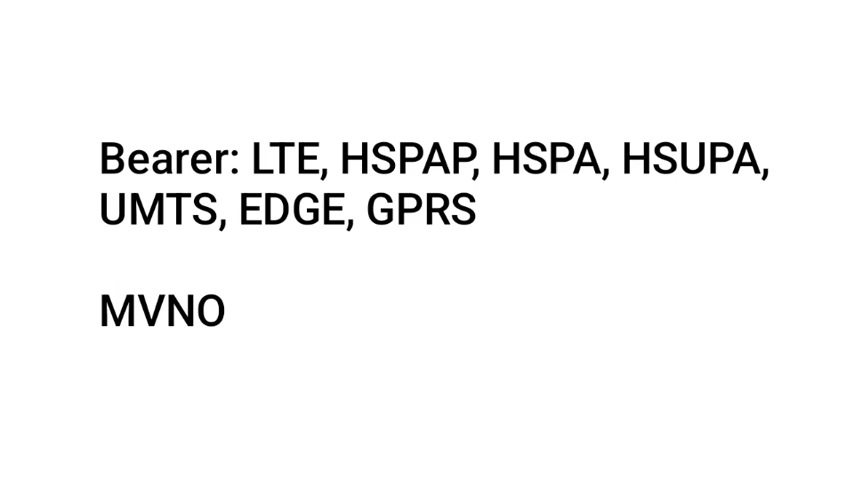 Bearer: LTE, HSPAP, HSPA, HSUPA,
UMTS, EDGE, GPRS
MVNO